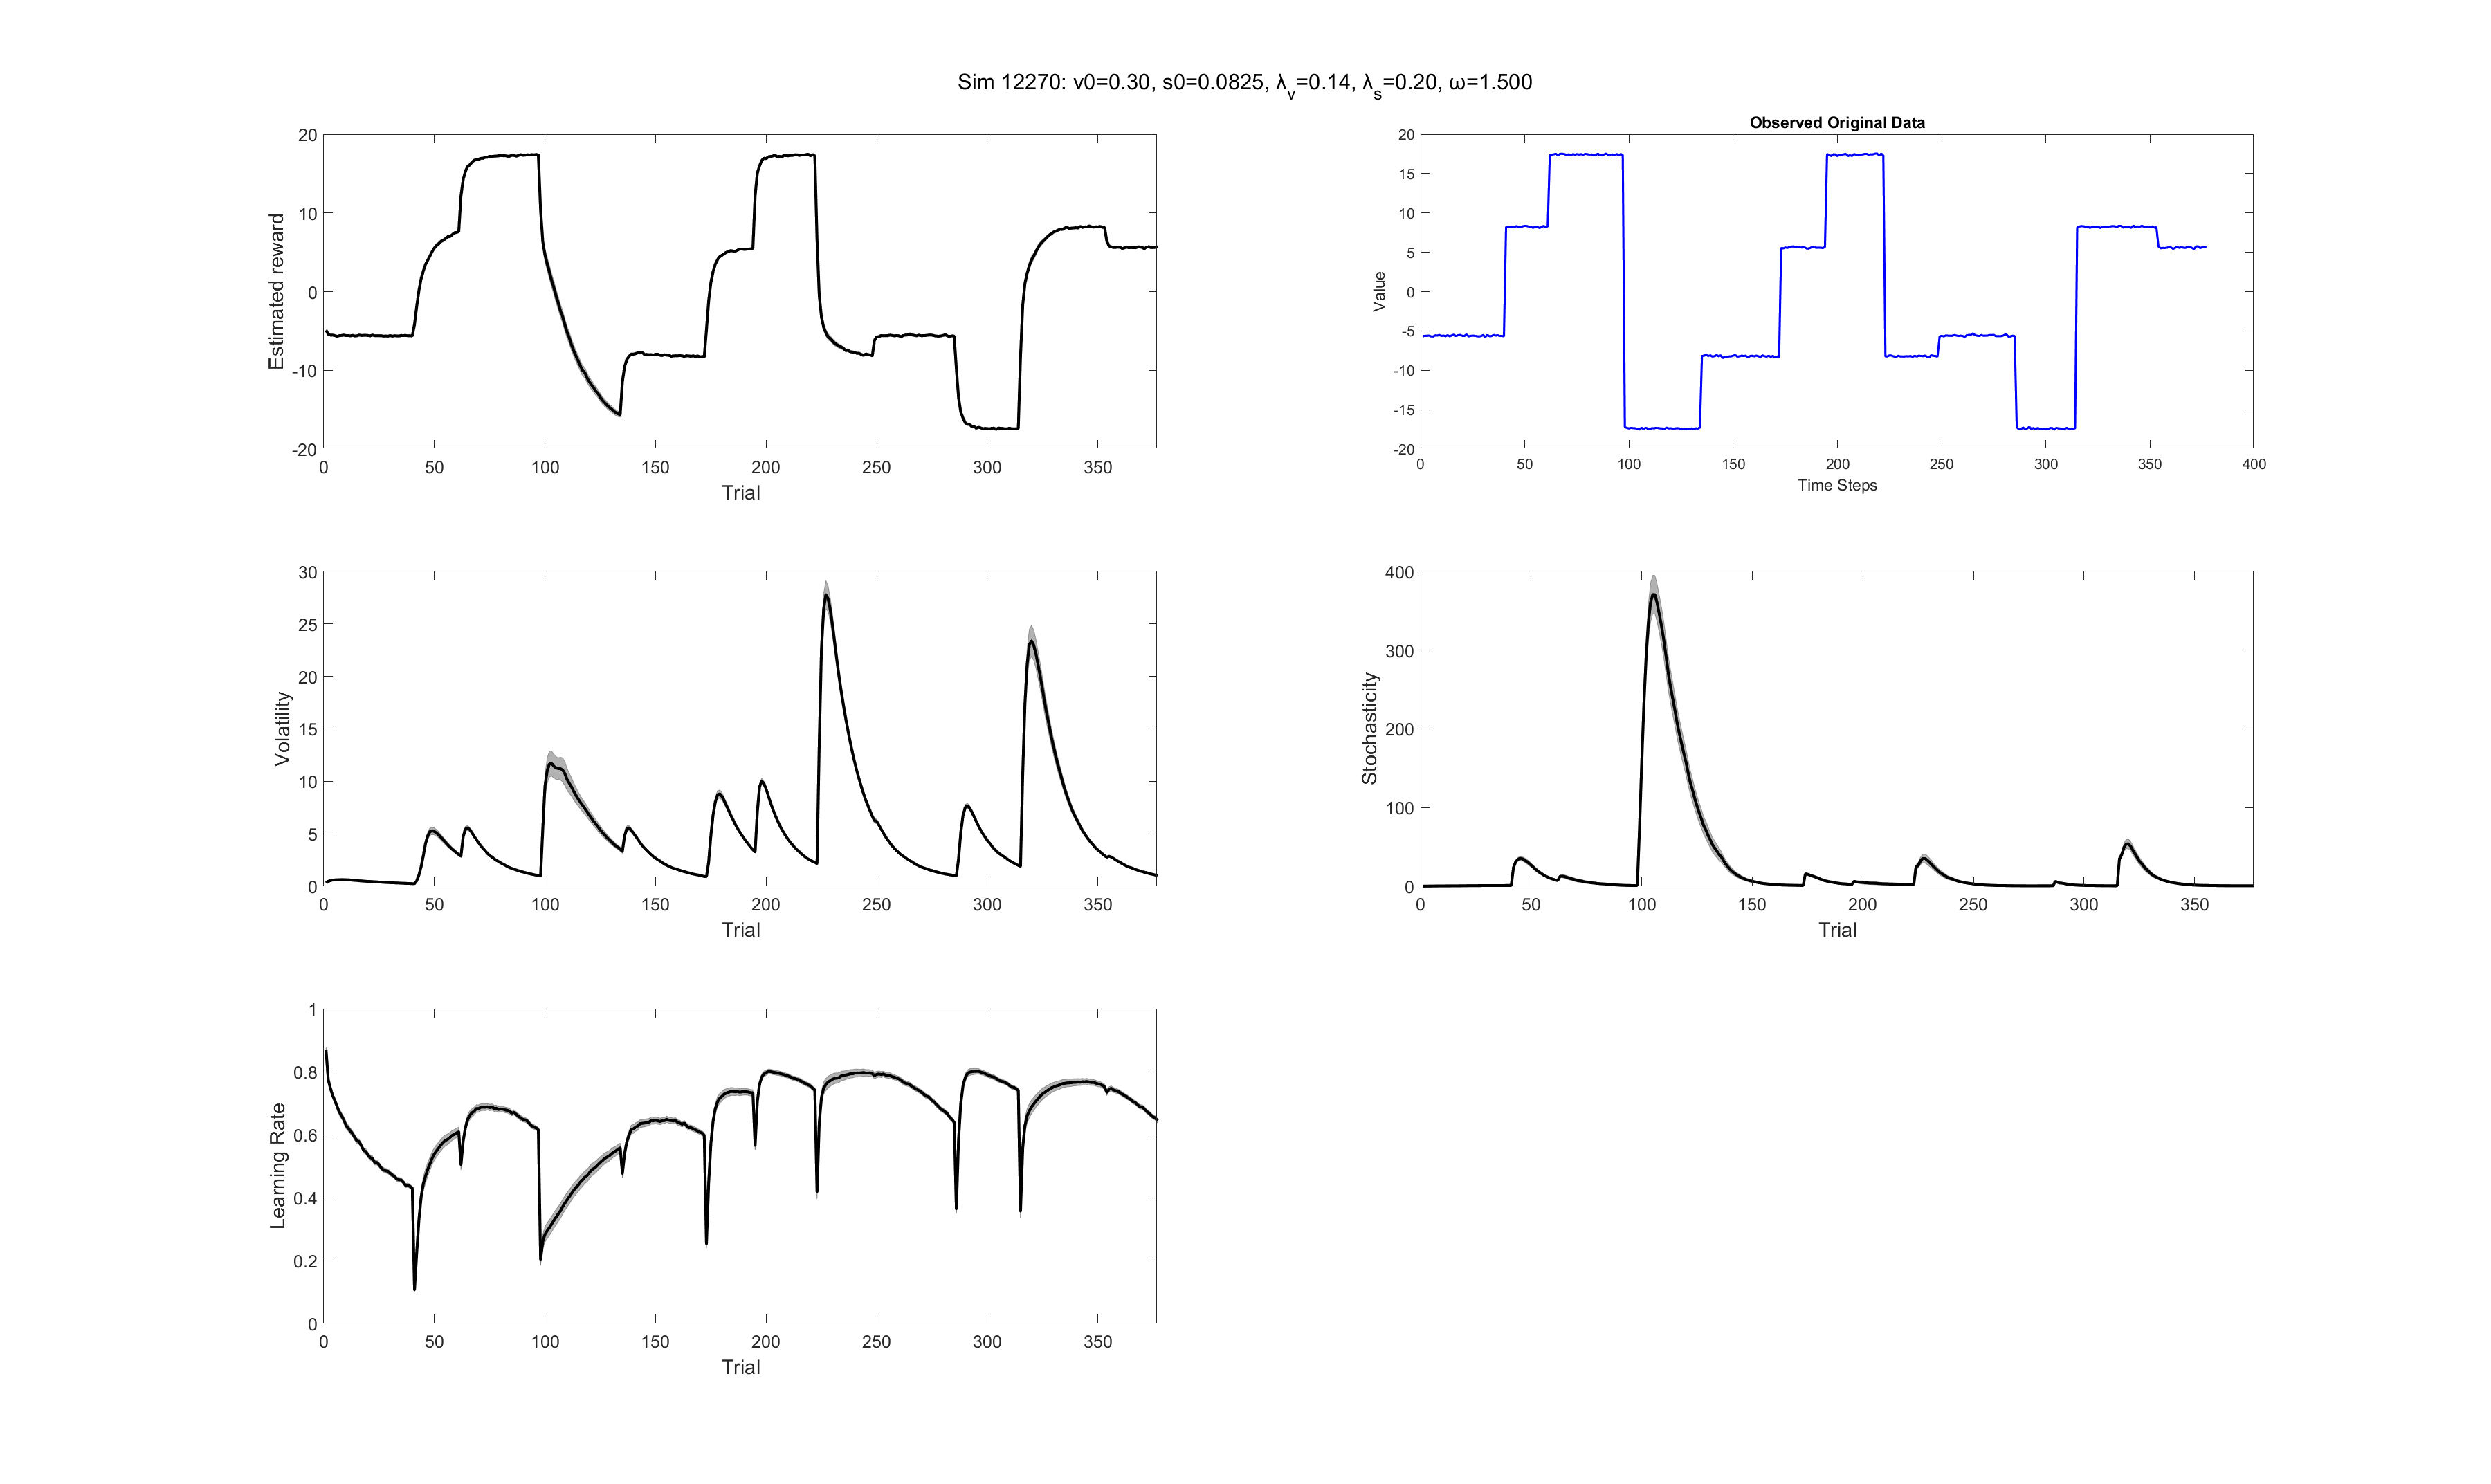 Sim 12270: v0=0.30, s0=0.0825, λv=0.14, λs=0.20, ω=1.500
20
10
0
-10
-20
Estimated reward
0 50 100 150 200 250 300 350
Trial
Observed Original Data
20
15
10
5
0
-5
-10
-15
-20
Value
0 50 100 150 200 250 300 350 400
Time Steps
30
25
20
15
10
5
0
Volatility
0 50 100 150 200 250 300 350
Trial
400
300
200
100
0
Stochasticity
0 50 100 150 200 250 300 350
Trial
1
0.8
0.6
0.4
0.2
0
Learning Rate
0 50 100 150 200 250 300 350
Trial